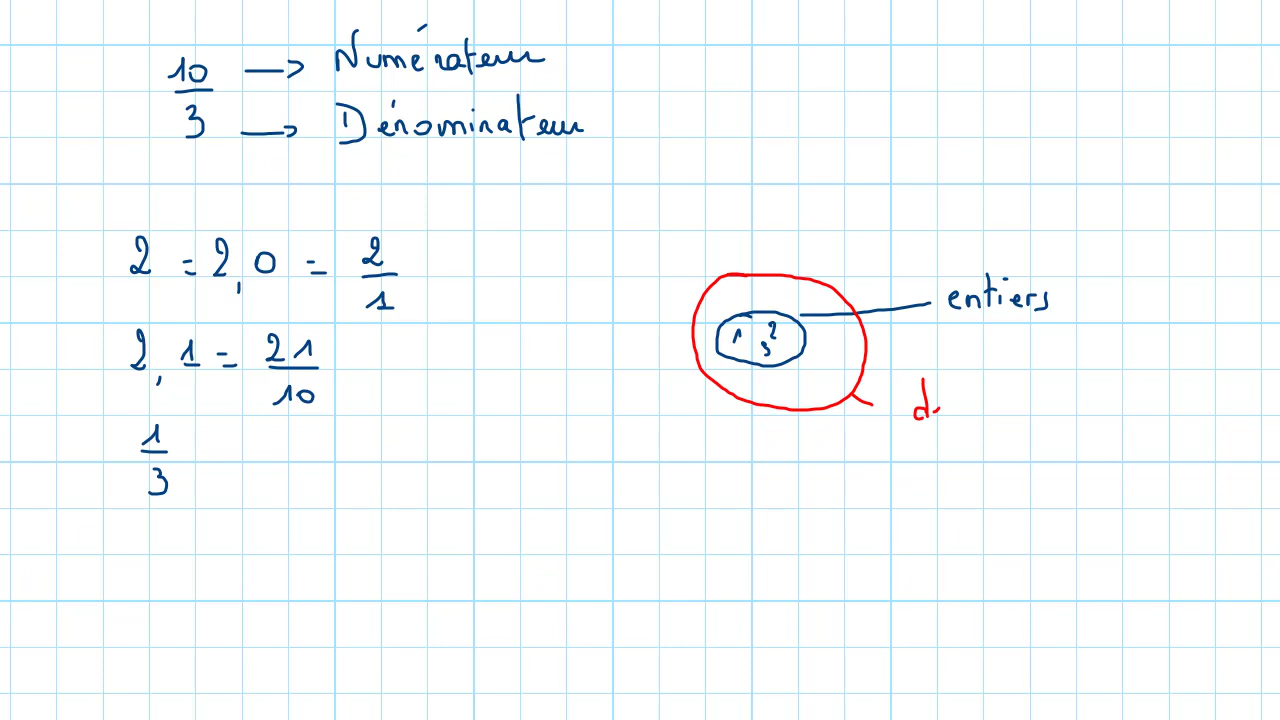 10/3 → Numérateur
→ Dénominateur
2 = 2,0 = 2/1
2,1 = 21/10
1/3
entiers
1 2
3
d